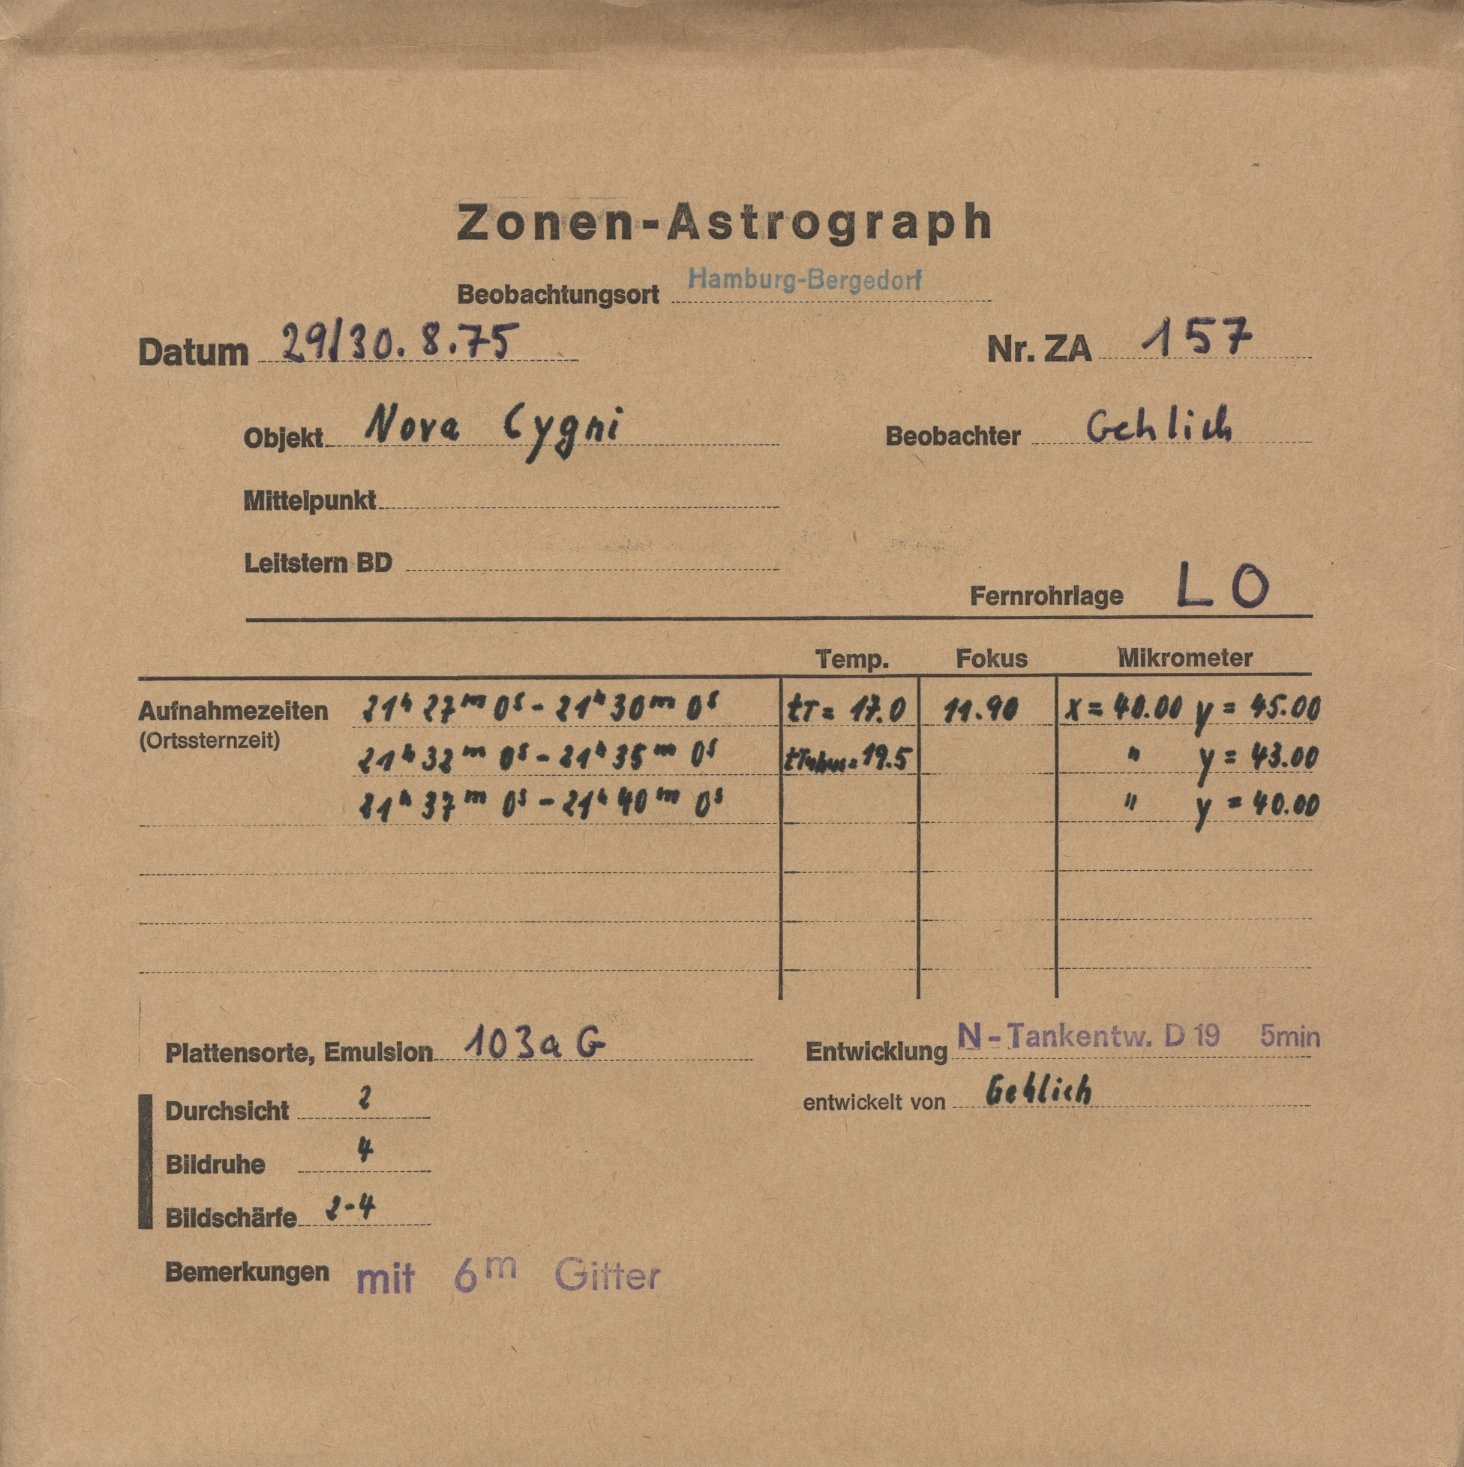 Zonen-Astrograph
Beobachtungsort Hamburg-Bergedorf
Datum 29/30. 8.75 Nr. ZA 157
Objekt Nova Cygni Beobachter Gehlich
Mittelpunkt
Leitstern BD
Fernrohrlage L O
Temp. Fokus Mikrometer
Aufnahmezeiten 21h 27m 0s - 21h 30m 0s tT = 17.0 11.90 x = 40.00 y = 45.00
(Ortssternzeit) 21h 32m 0s - 21h 35m 0s = 19.5 " y = 43.00
21h 37m 0s - 21h 40m 0s " y = 40.00
Plattensorte, Emulsion 103a G Entwicklung N-Tankentw. D 19 5min
Durchsicht 2 entwickelt von Gehlich
Bildruhe 4
Bildschärfe 2-4
Bemerkungen mit 6m Gitter